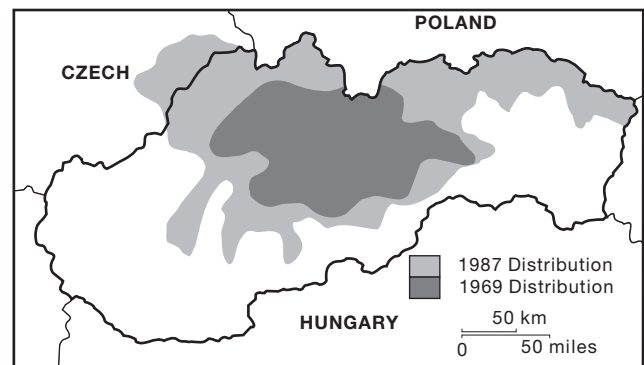 POLAND
CZECH
1987 Distribution
1969 Distribution
HUNGARY
50 km
0 50 miles